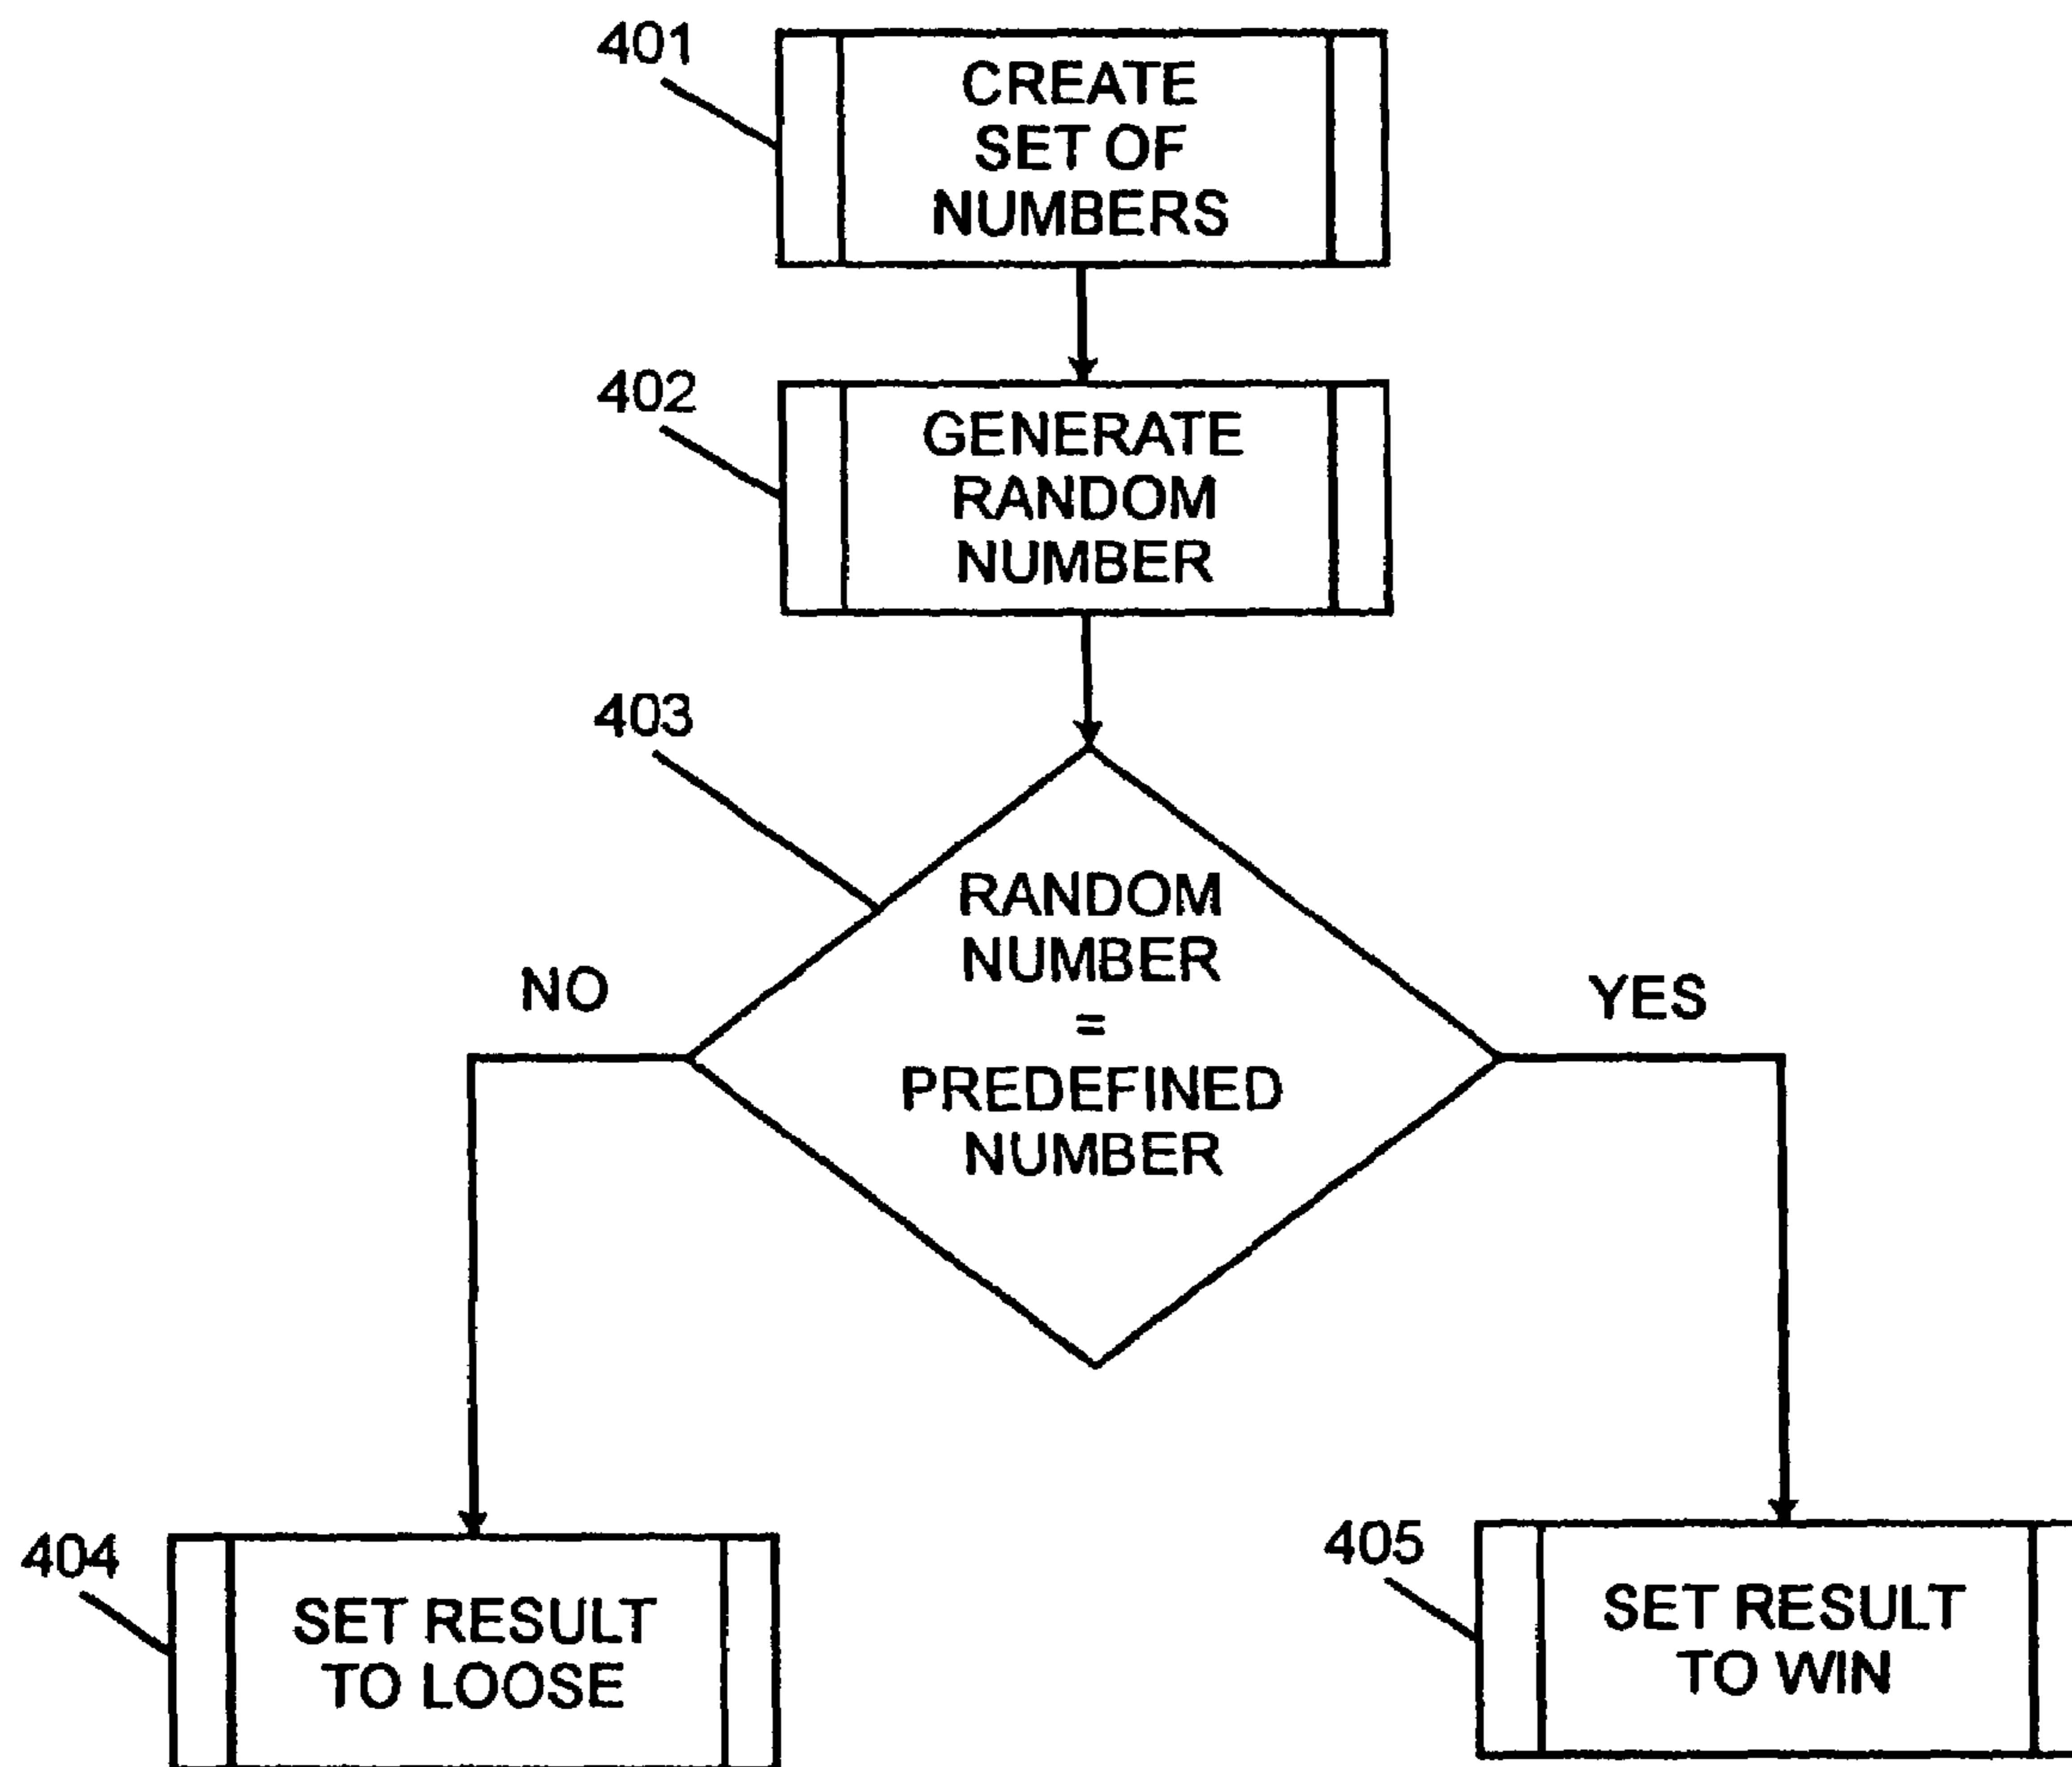 401
CREATE
SET OF
NUMBERS
402
GENERATE
RANDOM
NUMBER
403
RANDOM
NUMBER
=
PREDEFINED
NUMBER
NO
YES
404
SET RESULT
TO LOOSE
405
SET RESULT
TO WIN